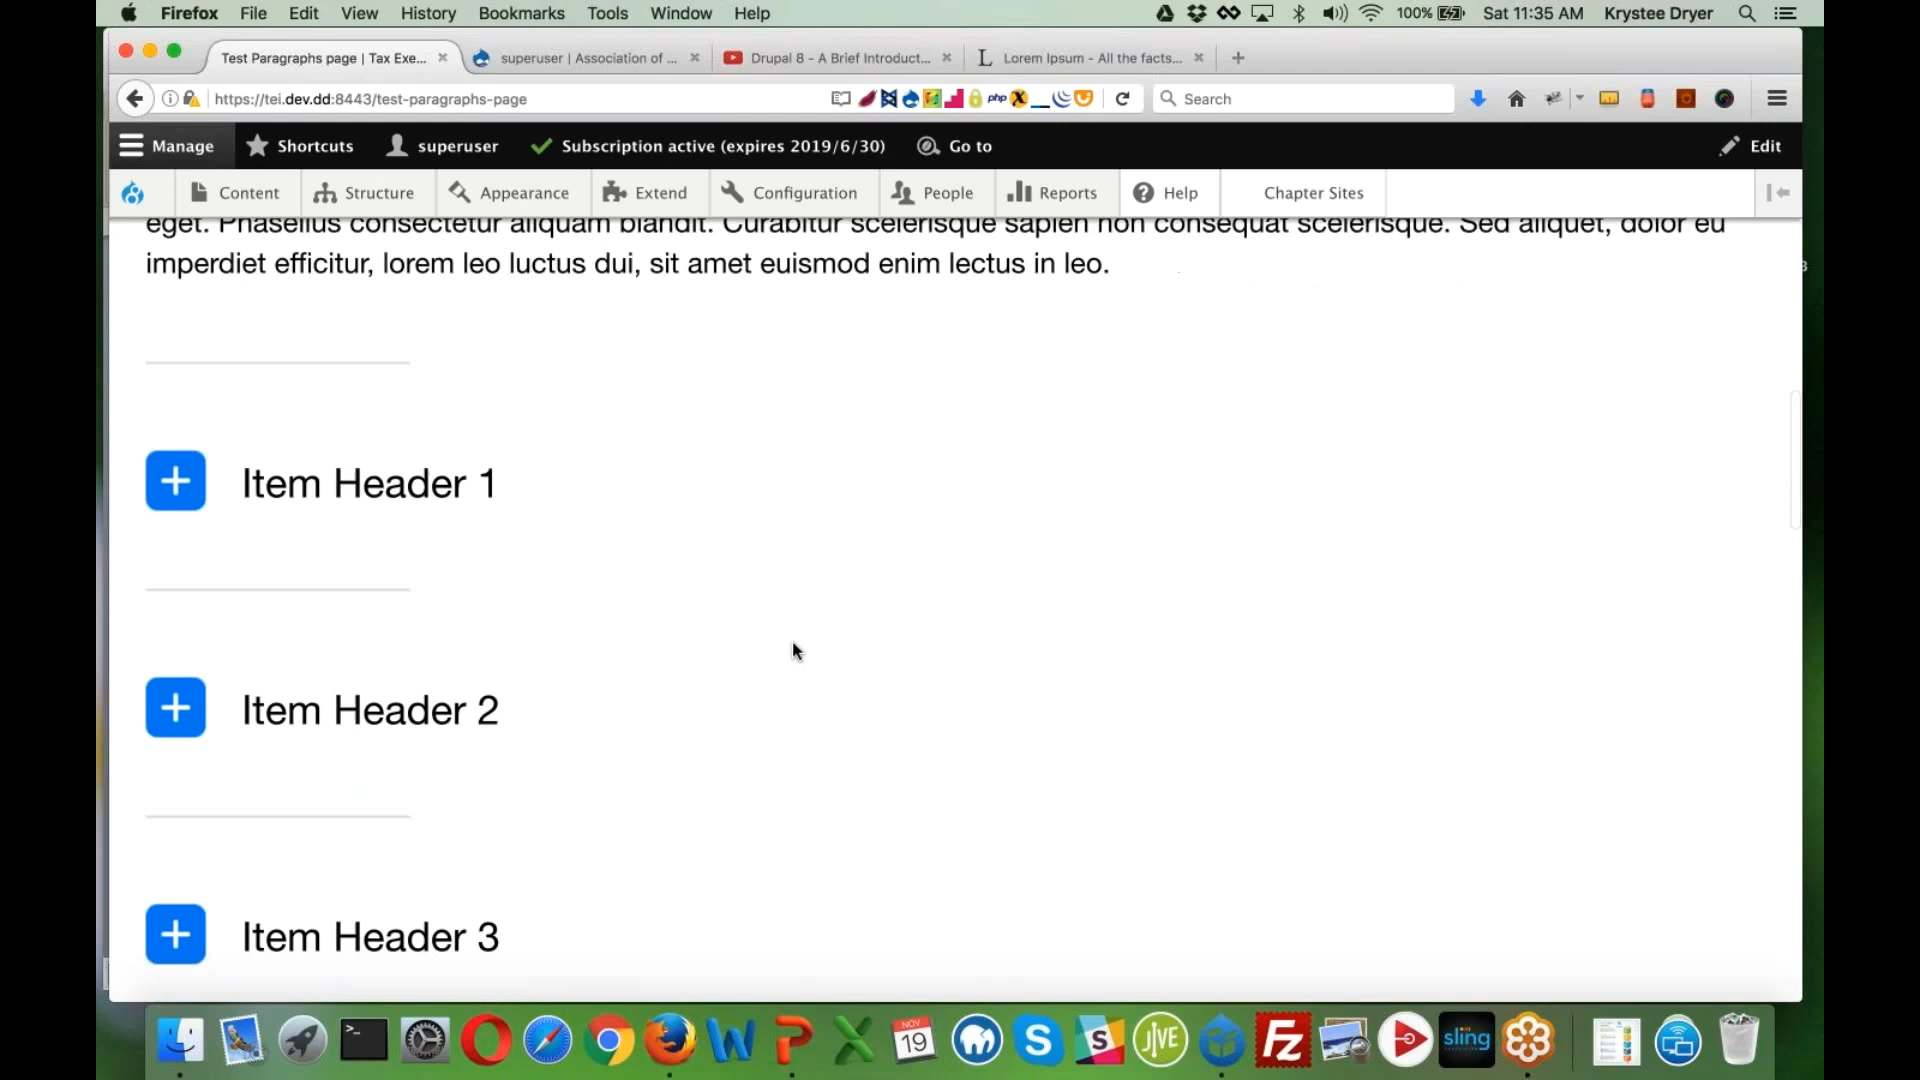 Firefox File Edit View History Bookmarks Tools Window Help 100% Sat 11:35 AM Krystee Dryer
Test Paragraphs page | Tax Exe... superuser | Association of ... Drupal 8 - A Brief Introduct... Lorem Ipsum - All the facts...
https://tei.dev.dd:8443/test-paragraphs-page php Search
Manage Shortcuts superuser Subscription active (expires 2019/6/30) Go to Edit
Content Structure Appearance Extend Configuration People Reports Help Chapter Sites
eget. Phasellus consectetur aliquam blandit. Curabitur scelerisque sapien non consequat scelerisque. Sed aliquet, dolor eu
imperdiet efficitur, lorem leo luctus dui, sit amet euismod enim lectus in leo.
Item Header 1
Item Header 2
Item Header 3
NOV
19
JIVE
sling